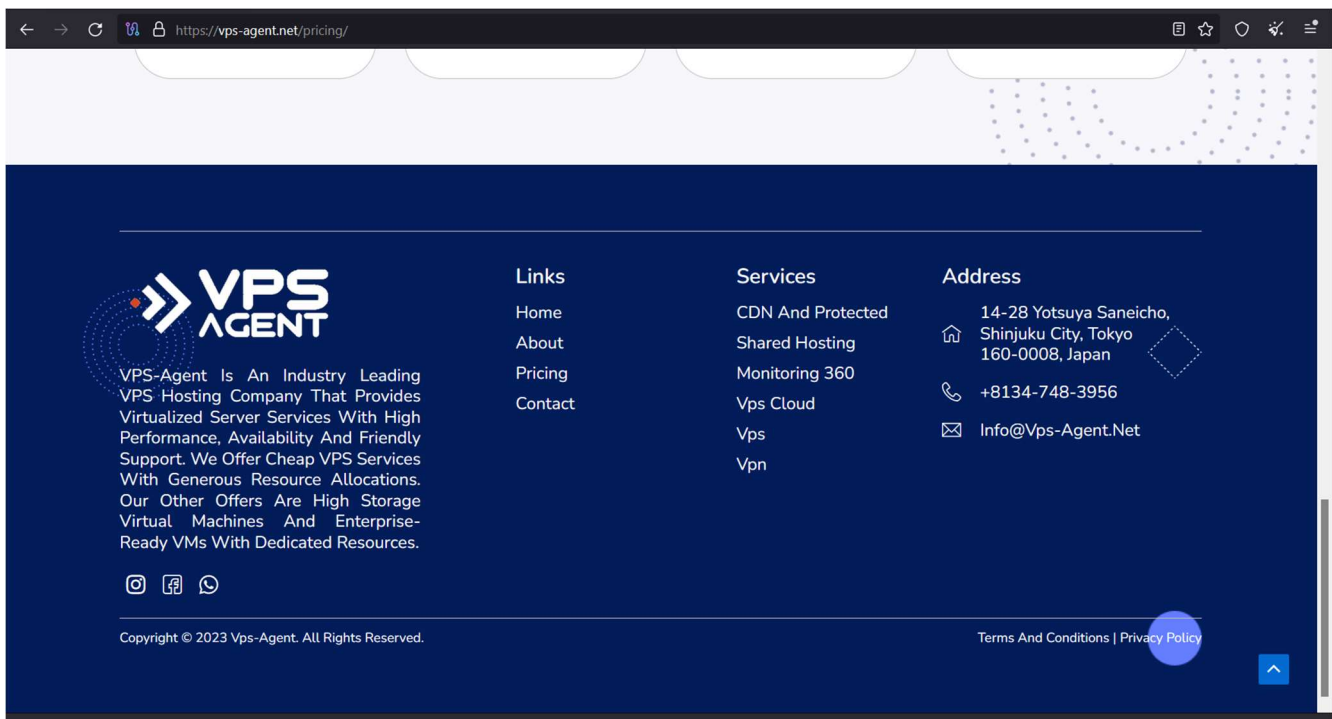 https://vps-agent.net/pricing/
VPS
AGENT
VPS-Agent Is An Industry Leading
VPS Hosting Company That Provides
Virtualized Server Services With High
Performance, Availability And Friendly
Support. We Offer Cheap VPS Services
With Generous Resource Allocations.
Our Other Offers Are High Storage
Virtual Machines And Enterprise-
Ready VMs With Dedicated Resources.
Links
Home
About
Pricing
Contact
Services
CDN And Protected
Shared Hosting
Monitoring 360
Vps Cloud
Vps
Vpn
Address
14-28 Yotsuya Saneicho,
Shinjuku City, Tokyo
160-0008, Japan
+8134-748-3956
Info@Vps-Agent.Net
Copyright © 2023 Vps-Agent. All Rights Reserved.
Terms And Conditions | Privacy Policy